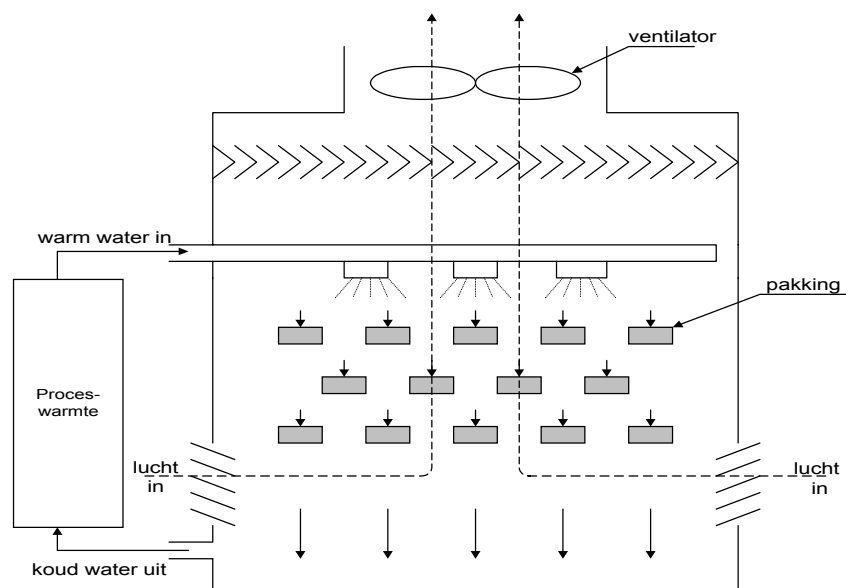 ventilator
warm water in
pakking
Proces-
warmte
lucht
in
lucht
in
koud water uit